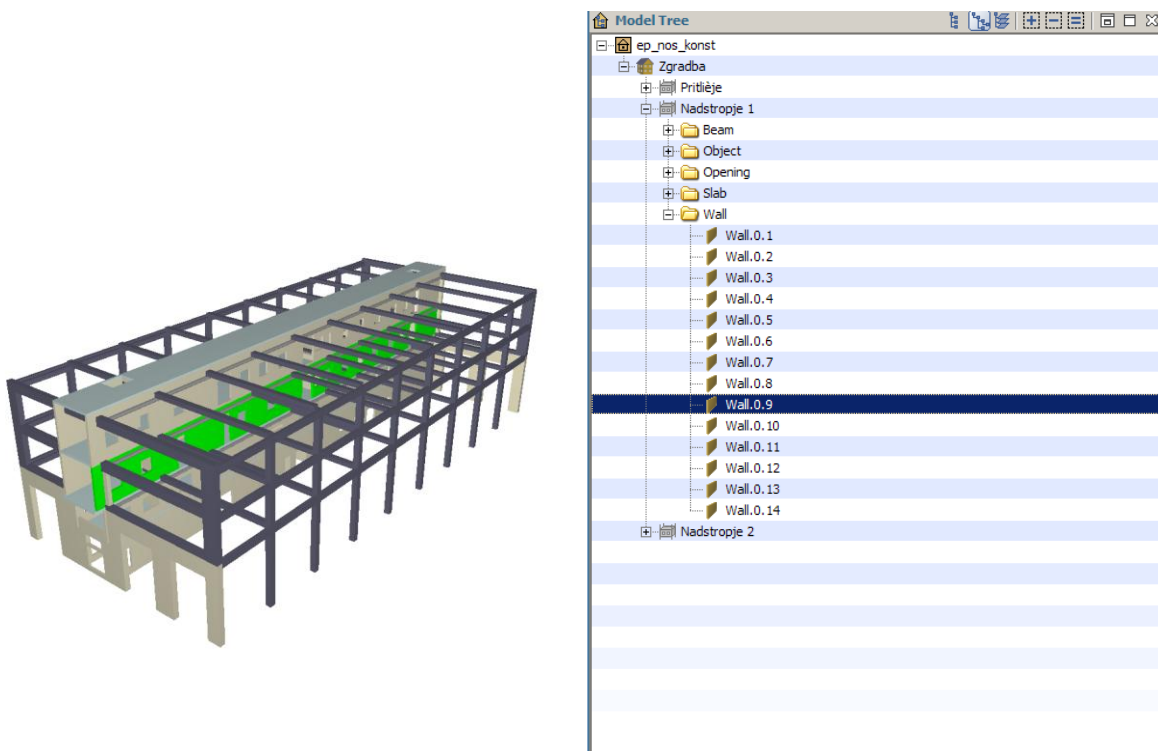 Model Tree
ep_nos_konst
Zgradba
Pritlièje
Nadstropje 1
Beam
Object
Opening
Slab
Wall
Wall.0.1
Wall.0.2
Wall.0.3
Wall.0.4
Wall.0.5
Wall.0.6
Wall.0.7
Wall.0.8
Wall.0.9
Wall.0.10
Wall.0.11
Wall.0.12
Wall.0.13
Wall.0.14
Nadstropje 2